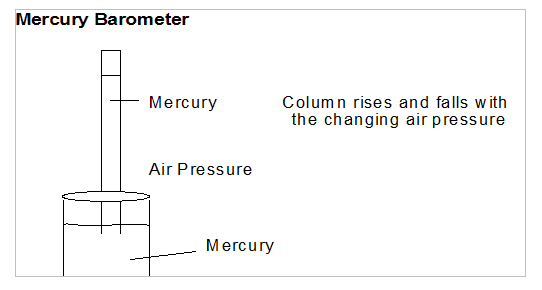 Mercury Barometer
Mercury
Column rises and falls with
the changing air pressure
Air Pressure
Mercury